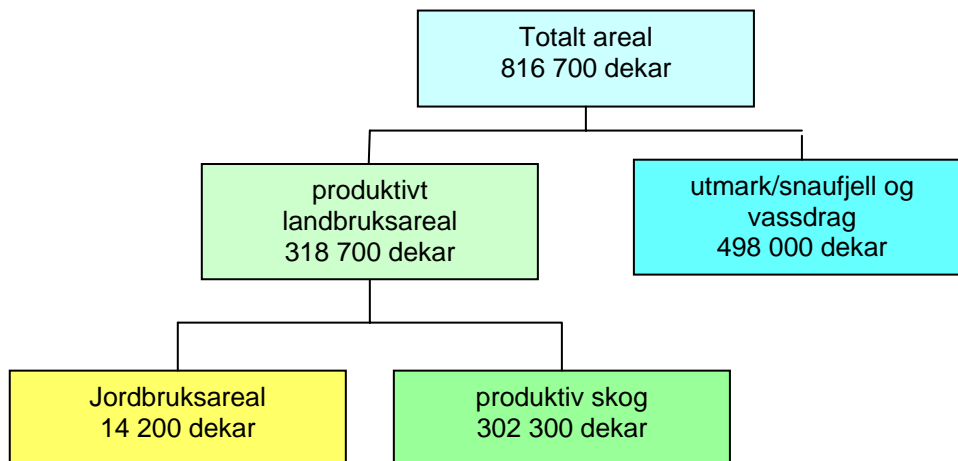 Totalt areal
816 700 dekar
produktivt
landbruksareal
318 700 dekar
utmark/snaufjell og
vassdrag
498 000 dekar
Jordbruksareal
14 200 dekar
produktiv skog
302 300 dekar